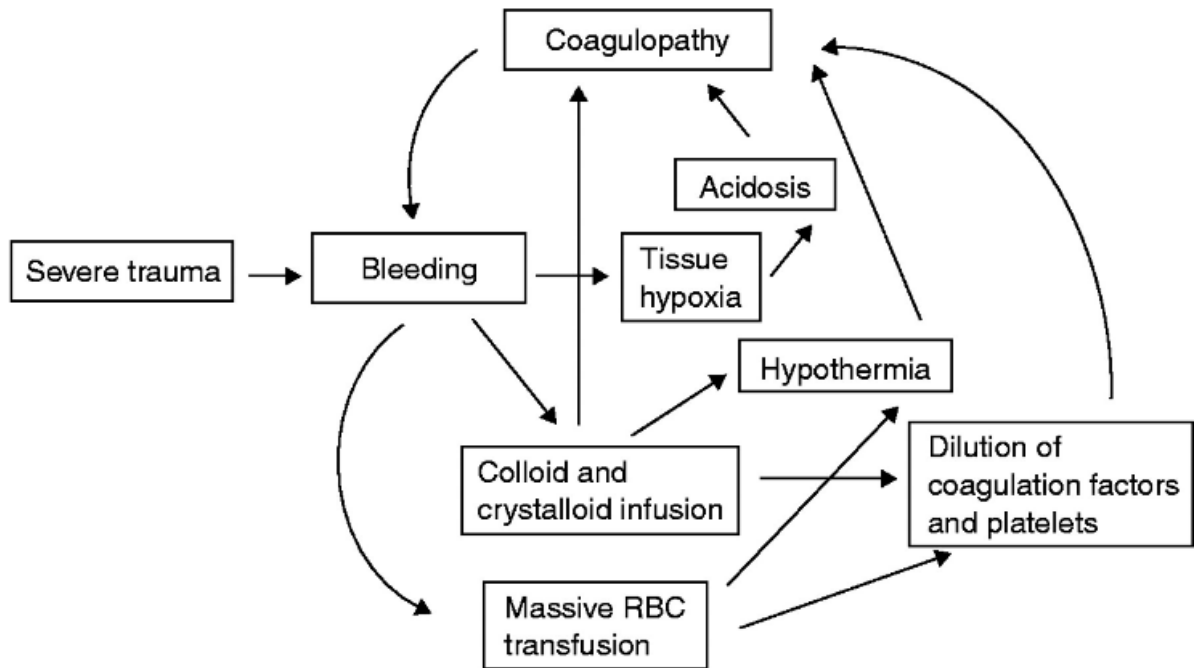 Coagulopathy
Acidosis
Severe trauma
Bleeding
Tissue
hypoxia
Hypothermia
Colloid and
crystalloid infusion
Dilution of
coagulation factors
and platelets
Massive RBC
transfusion